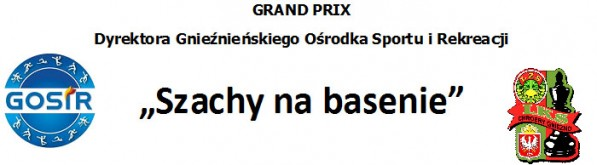 GRAND PRIX
Dyrektora Gnieźnieńskiego Ośrodka Sportu i Rekreacji
GOSiR
„Szachy na basenie”